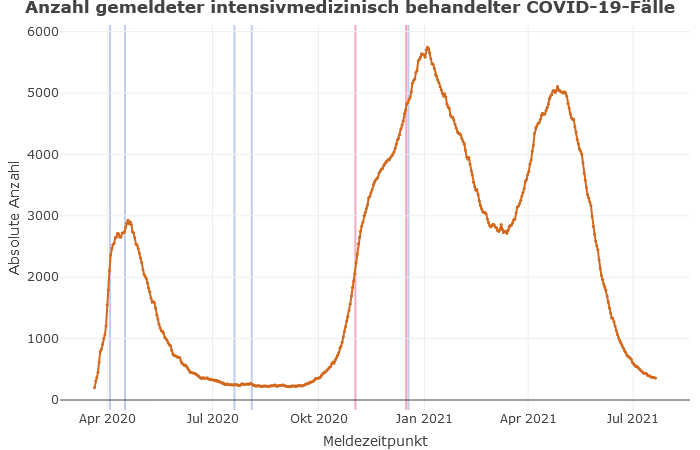 Anzahl gemeldeter intensivmedizinisch behandelter COVID-19-Fälle
6000
5000
4000
3000
2000
1000
0
Absolute Anzahl
Apr 2020
Jul 2020
Okt 2020
Jan 2021
Apr 2021
Jul 2021
Meldezeitpunkt